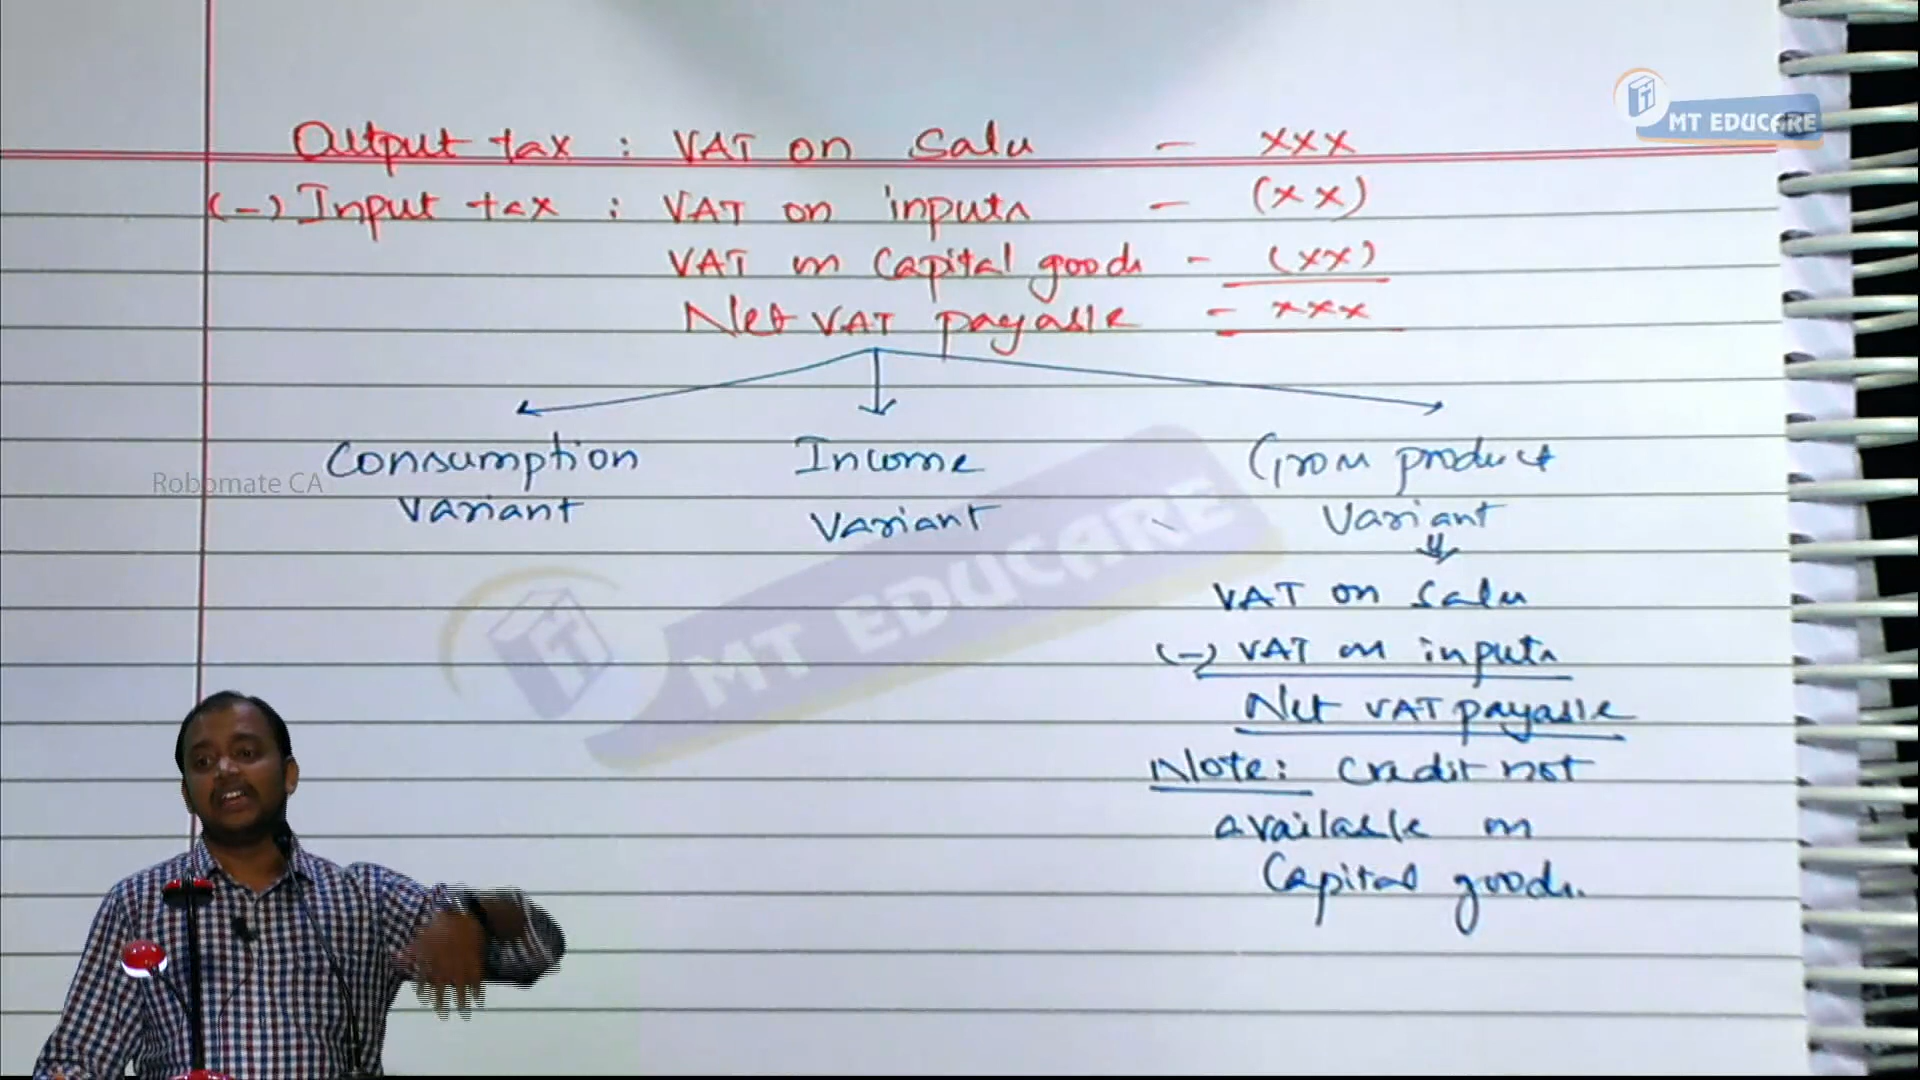 MT EDUCARE
Output tax : VAT on Sales - xxx
(-) Input tax : VAT on inputs - (xx)
VAT on Capital goods - (xx)
Net VAT payable - xxx
Consumption Variant
Income Variant
Gross product Variant
VAT on Sales
(-) VAT on inputs
Net VAT payable
Note: Credit not
available on
Capital goods.
Robomate CA
MT EDUCARE